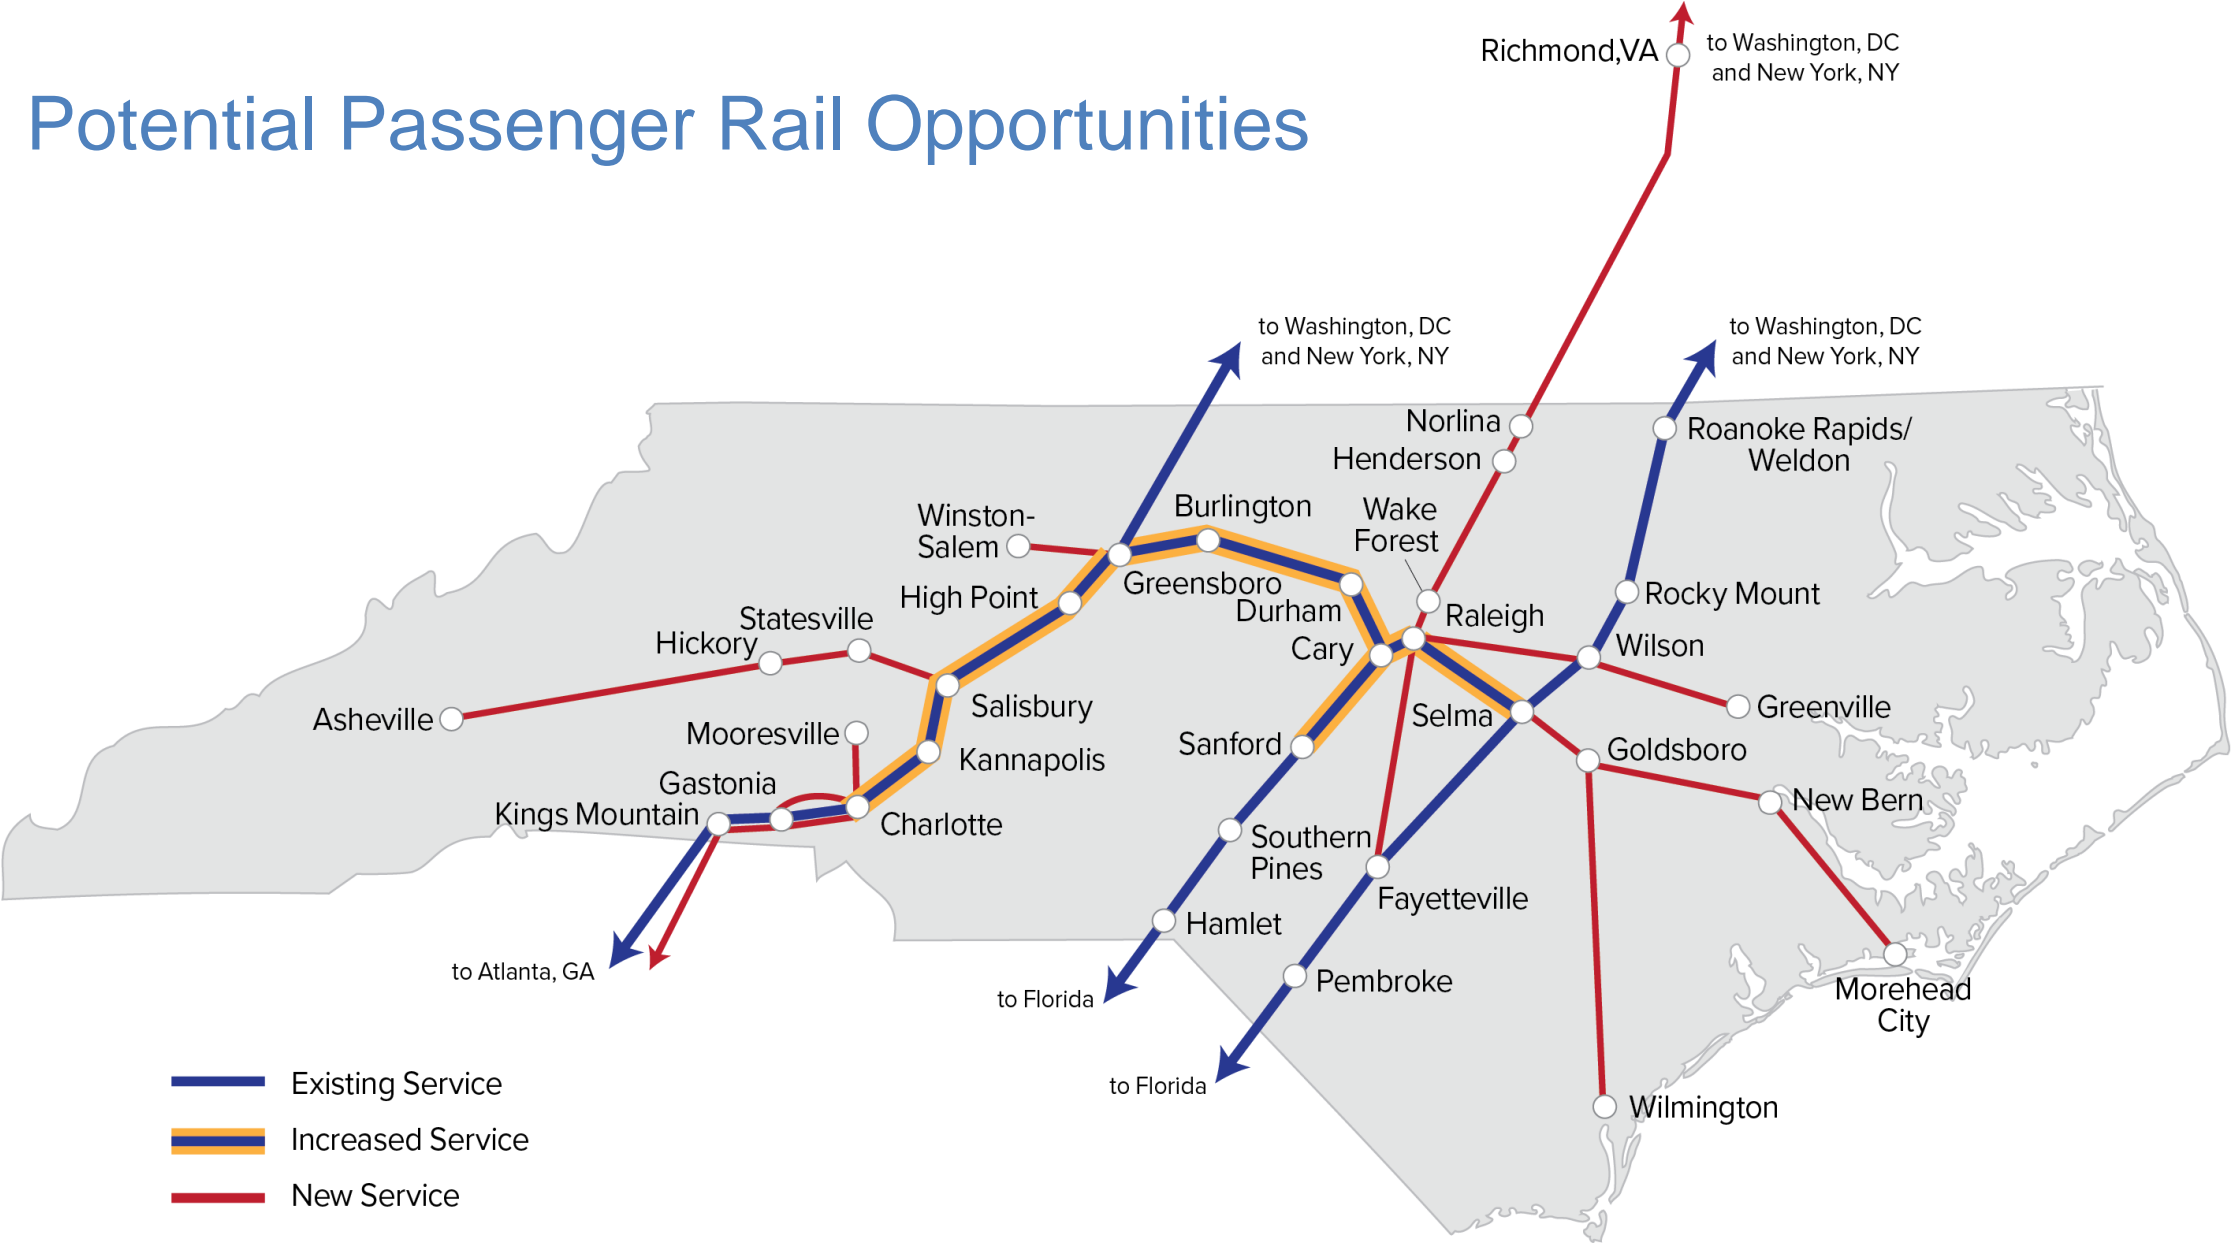 Richmond,VA
to Washington, DC
and New York, NY
Potential Passenger Rail Opportunities
to Washington, DC
and New York, NY
to Washington, DC
and New York, NY
Norlina
Henderson
Roanoke Rapids/
Weldon
Wake
Forest
Burlington
Winston-
Salem
Greensboro
High Point
Durham
Raleigh
Rocky Mount
Statesville
Hickory
Cary
Wilson
Salisbury
Asheville
Mooresville
Selma
Greenville
Sanford
Kannapolis
Goldsboro
Gastonia
Kings Mountain
Charlotte
New Bern
Southern
Pines
Fayetteville
Hamlet
to Atlanta, GA
to Florida
Pembroke
Morehead
City
to Florida
Wilmington
Existing Service
Increased Service
New Service